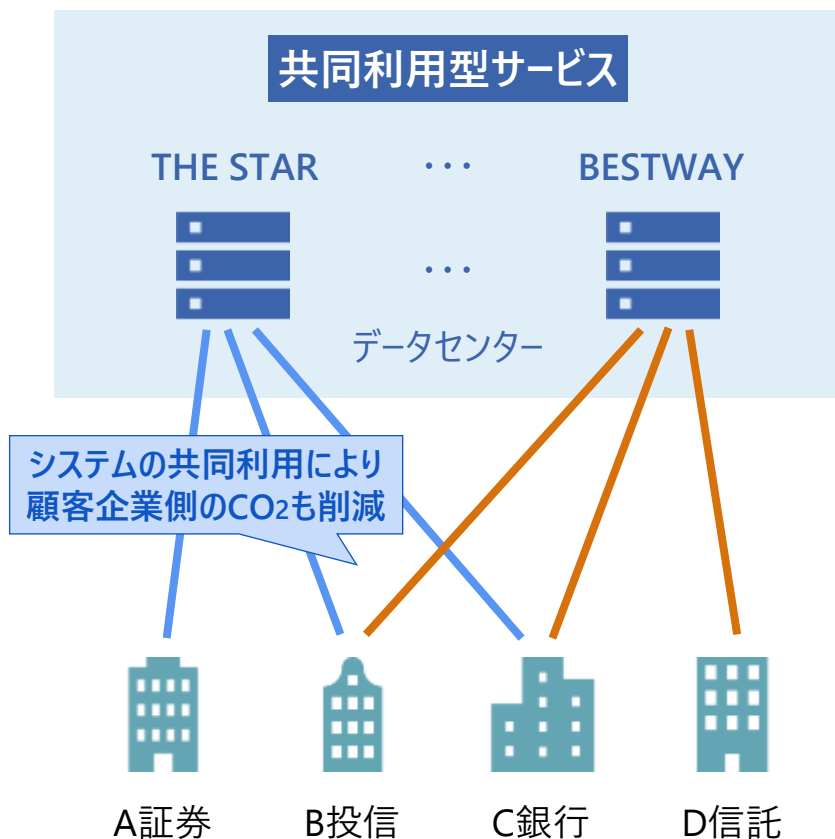 共同利用型サービス
THE STAR ・・・ BESTWAY
・・・
データセンター
システムの共同利用により
顧客企業側のCO₂も削減
A証券 B投信 C銀行 D信託